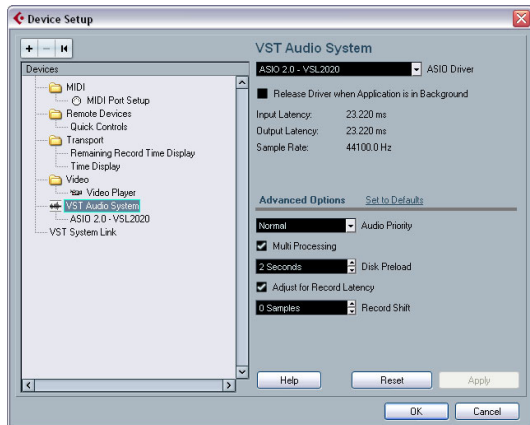 Device Setup
Devices
MIDI
MIDI Port Setup
Remote Devices
Quick Controls
Transport
Remaining Record Time Display
Time Display
Video
Video Player
VST Audio System
ASIO 2.0 - VSL2020
VST System Link
VST Audio System
ASIO 2.0 - VSL2020 ASIO Driver
Release Driver when Application is in Background
Input Latency: 23.220 ms
Output Latency: 23.220 ms
Sample Rate: 44100.0 Hz
Advanced Options Set to Defaults
Normal Audio Priority
Multi Processing
2 Seconds Disk Preload
Adjust for Record Latency
0 Samples Record Shift
Help Reset Apply
OK Cancel